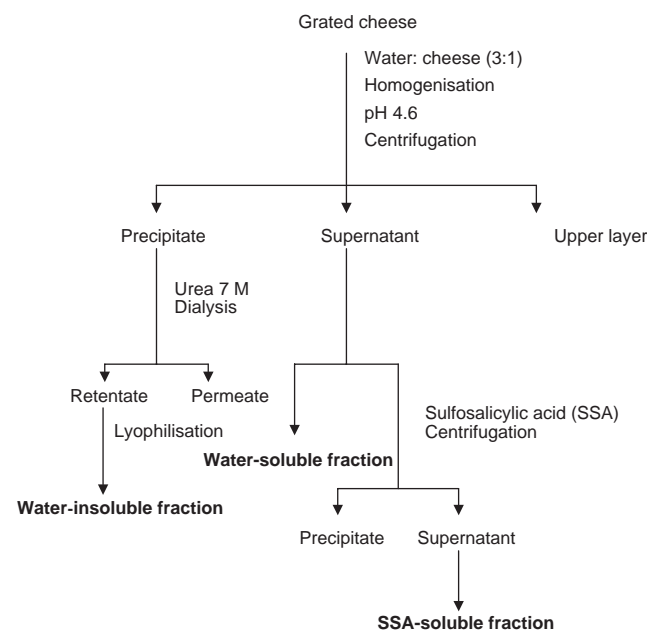 Grated cheese
Water: cheese (3:1)
Homogenisation
pH 4.6
Centrifugation
Precipitate
Supernatant
Upper layer
Urea 7 M
Dialysis
Retentate
Permeate
Lyophilisation
Sulfosalicylic acid (SSA)
Centrifugation
Water-soluble fraction
Water-insoluble fraction
Precipitate
Supernatant
SSA-soluble fraction